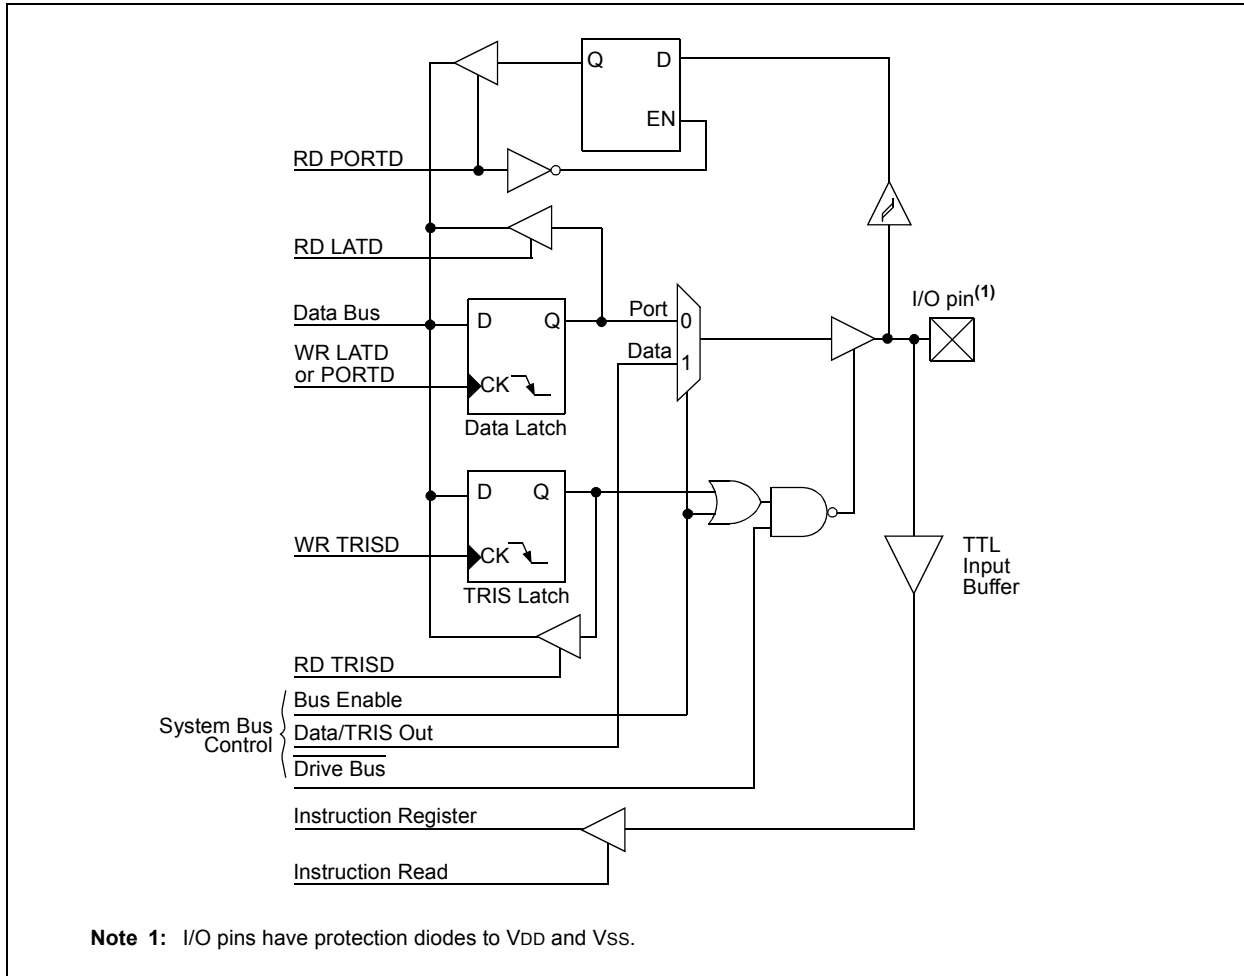 Q D
EN
RD PORTD
RD LATD
I/O pin(1)
Data Bus
D Q
Port 0
WR LATD
or PORTD
Data 1
CK
Data Latch
D Q
WR TRISD
CK
TRIS Latch
TTL
Input
Buffer
RD TRISD
System Bus
Control
Bus Enable
Data/TRIS Out
Drive Bus
Instruction Register
Instruction Read
Note 1: I/O pins have protection diodes to VDD and VSS.